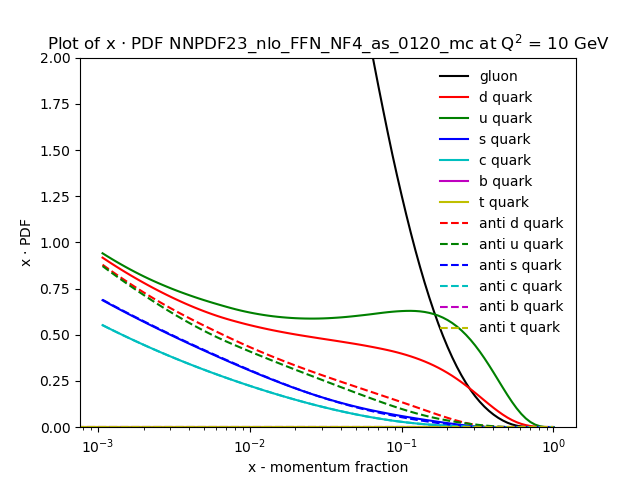 Plot of x · PDF NNPDF23_nlo_FFN_NF4_as_0120_mc at Q² = 10 GeV
2.00
1.75
1.50
1.25
1.00
0.75
0.50
0.25
0.00
x · PDF
gluon
d quark
u quark
s quark
c quark
b quark
t quark
anti d quark
anti u quark
anti s quark
anti c quark
anti b quark
anti t quark
10⁻³ 10⁻² 10⁻¹ 10⁰
x - momentum fraction